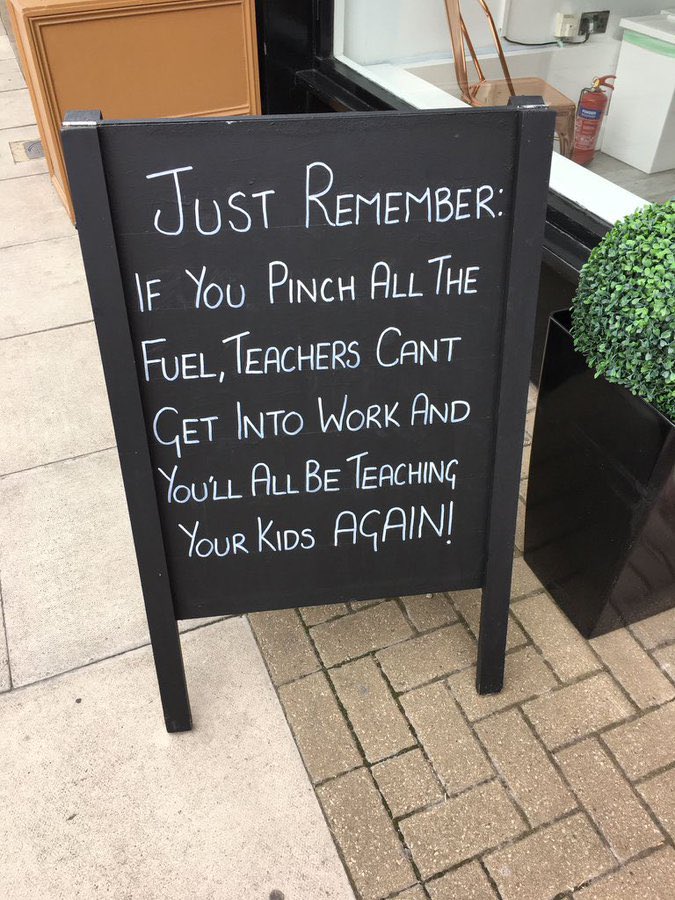 JUST REMEMBER:
IF YOU PINCH ALL THE
FUEL, TEACHERS CANT
GET INTO WORK AND
YOU'LL ALL BE TEACHING
YOUR KIDS AGAIN!